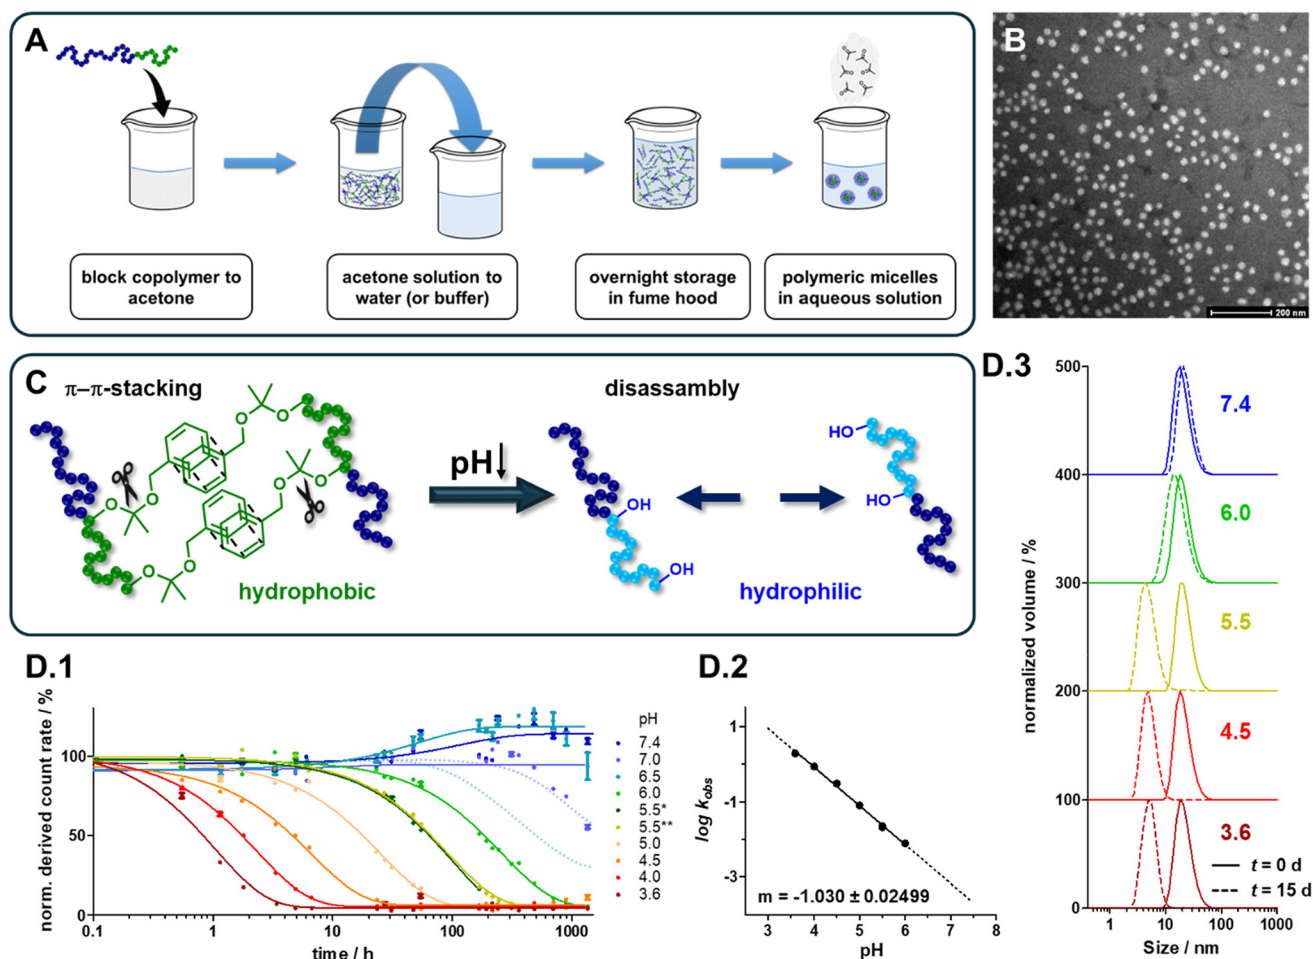 A
block copolymer to
acetone
acetone solution to
water (or buffer)
overnight storage
in fume hood
polymeric micelles
in aqueous solution
B
200 nm
C
π–π-stacking
disassambly
O
O
O
O
O
O
O
O
pH↓
HO
HO
OH
OH
hydrophobic
hydrophilic
D.1
norm. derived count rate / %
100
50
0
0.1
1
10
100
1000
time / h
pH
7.4
7.0
6.5
6.0
5.5*
5.5**
5.0
4.5
4.0
3.6
D.2
log kobs
1
-1
-3
m = -1.030 ± 0.02499
3
4
5
6
7
8
pH
D.3
normalized volume / %
500
400
300
200
100
0
7.4
6.0
5.5
4.5
3.6
t = 0 d
t = 15 d
1
10
100
1000
Size / nm